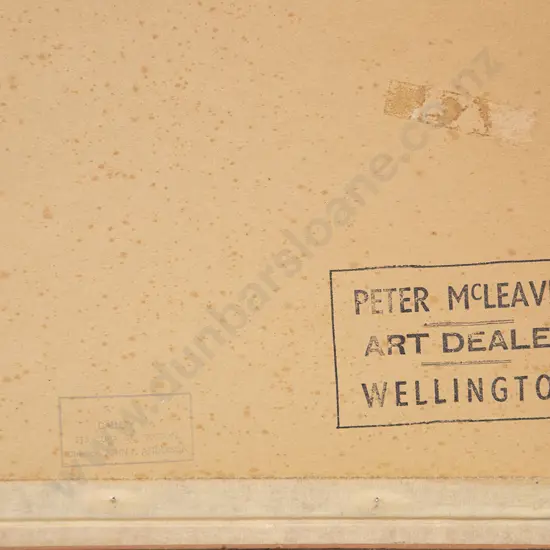 PETER McLEAV
ART DEALE
WELLINGTO
www.dunbarsloane.co.nz